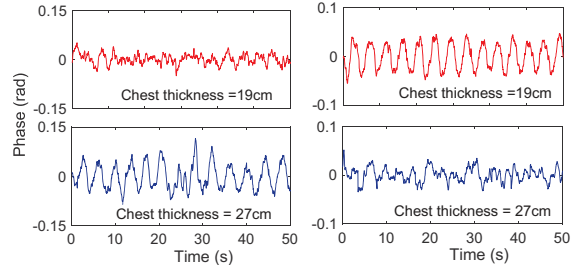 0.15
0
-0.15
Chest thickness =19cm
0.1
0
-0.1
Chest thickness =19cm
Phase (rad)
0.15
0
-0.15
Chest thickness = 27cm
0 10 20 30 40 50
Time (s)
0.1
0
-0.1
Chest thickness = 27cm
0 10 20 30 40 50
Time (s)